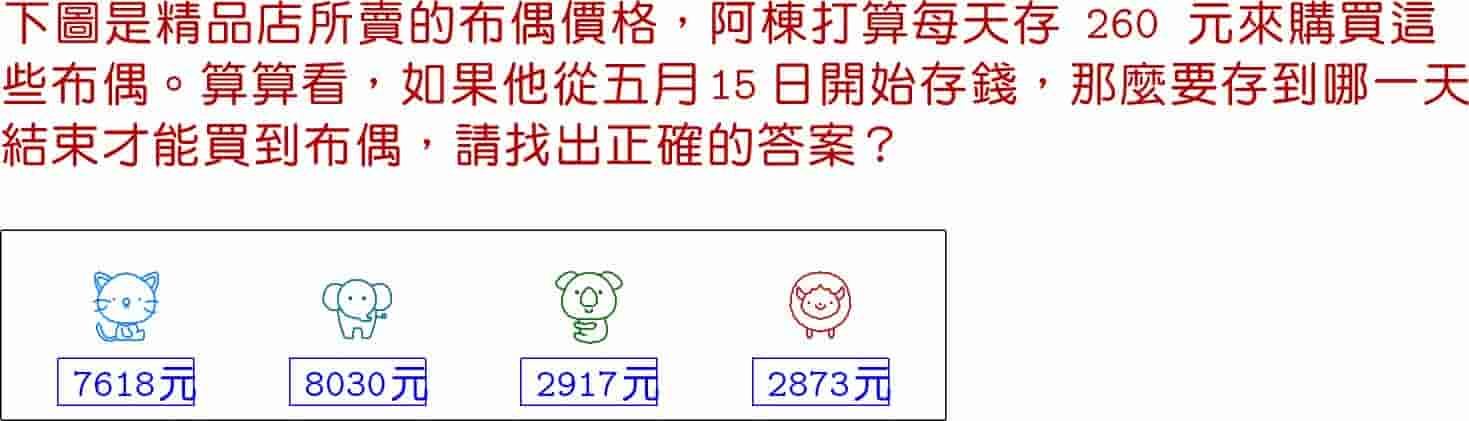 下圖是精品店所賣的布偶價格，阿棟打算每天存 260 元來購買這
些布偶。算算看，如果他從五月15日開始存錢，那麼要存到哪一天
結束才能買到布偶，請找出正確的答案？
7618元 8030元 2917元 2873元